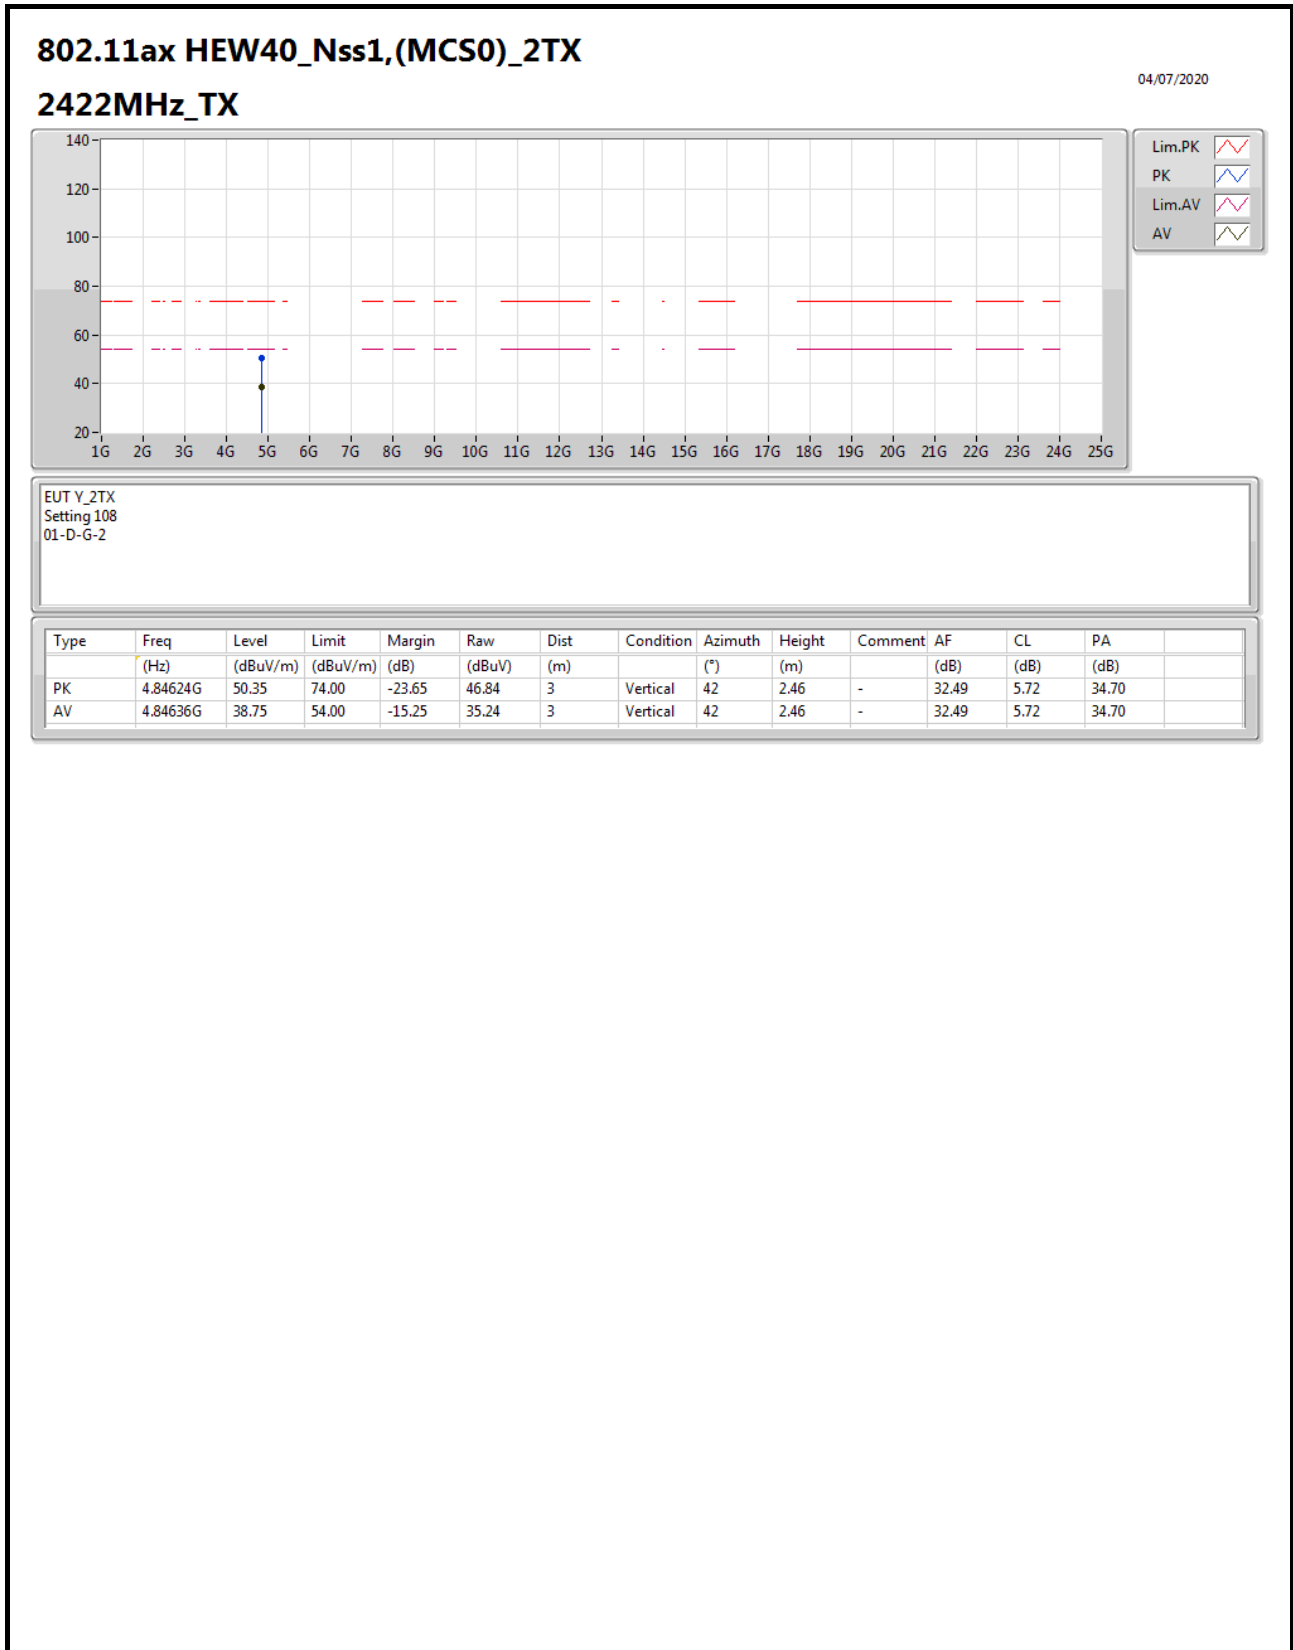 802.11ax HEW40_Nss1,(MCS0)_2TX
04/07/2020
2422MHz_TX
140
120
100
80
60
40
20
1G 2G 3G 4G 5G 6G 7G 8G 9G 10G 11G 12G 13G 14G 15G 16G 17G 18G 19G 20G 21G 22G 23G 24G 25G
Lim.PK
PK
Lim.AV
AV
EUT Y_2TX
Setting 108
01-D-G-2
Type Freq Level Limit Margin Raw Dist Condition Azimuth Height Comment AF CL PA
(Hz) (dBuV/m) (dBuV/m) (dB) (dBuV) (m) (°) (m) (dB) (dB) (dB)
PK 4.84624G 50.35 74.00 -23.65 46.84 3 Vertical 42 2.46 - 32.49 5.72 34.70
AV 4.84636G 38.75 54.00 -15.25 35.24 3 Vertical 42 2.46 - 32.49 5.72 34.70